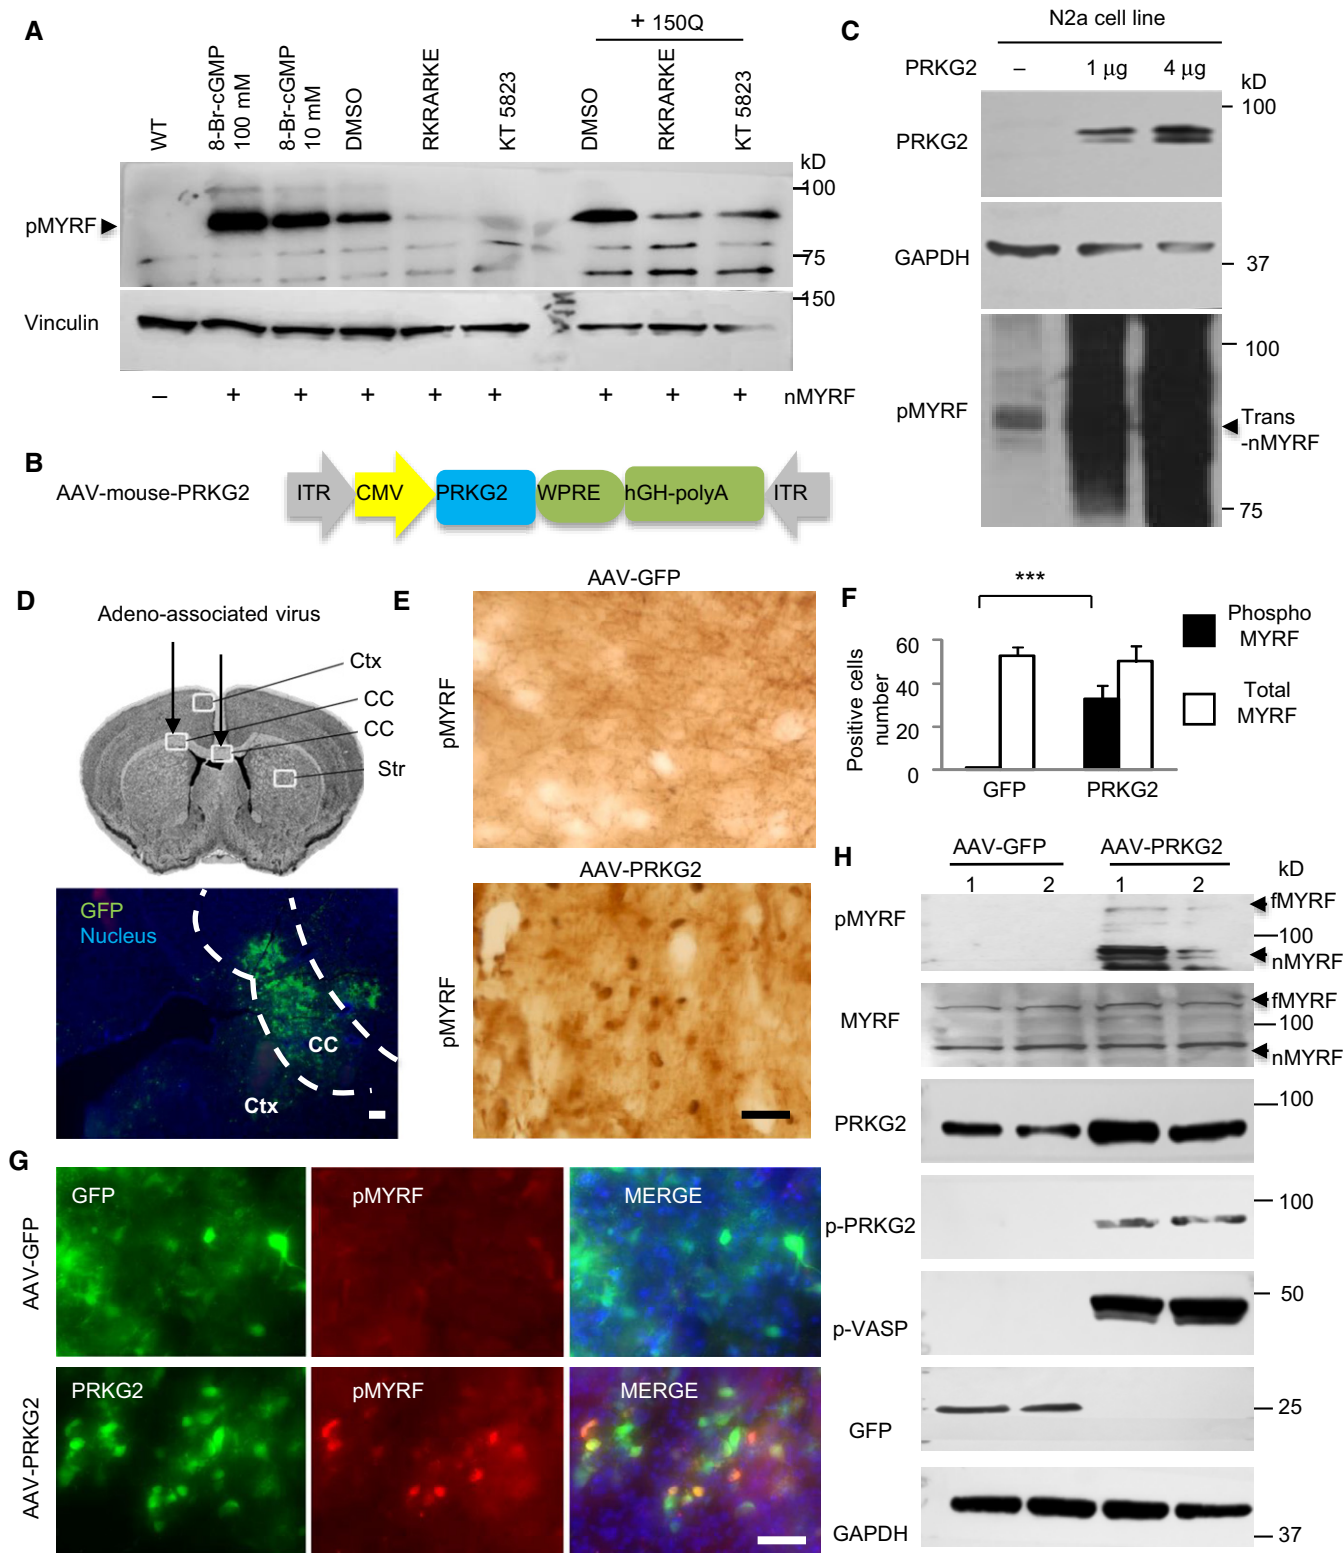 A
+ 150Q
WT
8-Br-cGMP
100 mM
8-Br-cGMP
10 mM
DMSO
RKRARKE
KT 5823
DMSO
RKRARKE
KT 5823
kD
pMYRF
100
75
150
Vinculin
– + + + + + + + + nMYRF
B
AAV-mouse-PRKG2
ITR CMV PRKG2 WPRE hGH-polyA ITR
C
N2a cell line
PRKG2 – 1 µg 4 µg
kD
100
PRKG2
GAPDH
37
100
pMYRF
Trans
-nMYRF
75
D
Adeno-associated virus
Ctx
CC
CC
Str
GFP
Nucleus
CC
Ctx
E
AAV-GFP
pMYRF
AAV-PRKG2
pMYRF
F
***
Positive cells
number
60
40
20
0
GFP PRKG2
Phospho
MYRF
Total
MYRF
G
AAV-GFP
GFP pMYRF MERGE
AAV-PRKG2
PRKG2 pMYRF MERGE
H
AAV-GFP AAV-PRKG2
1 2 1 2
kD
pMYRF
fMYRF
100
nMYRF
MYRF
fMYRF
100
nMYRF
PRKG2
100
p-PRKG2
100
p-VASP
50
GFP
25
GAPDH
37